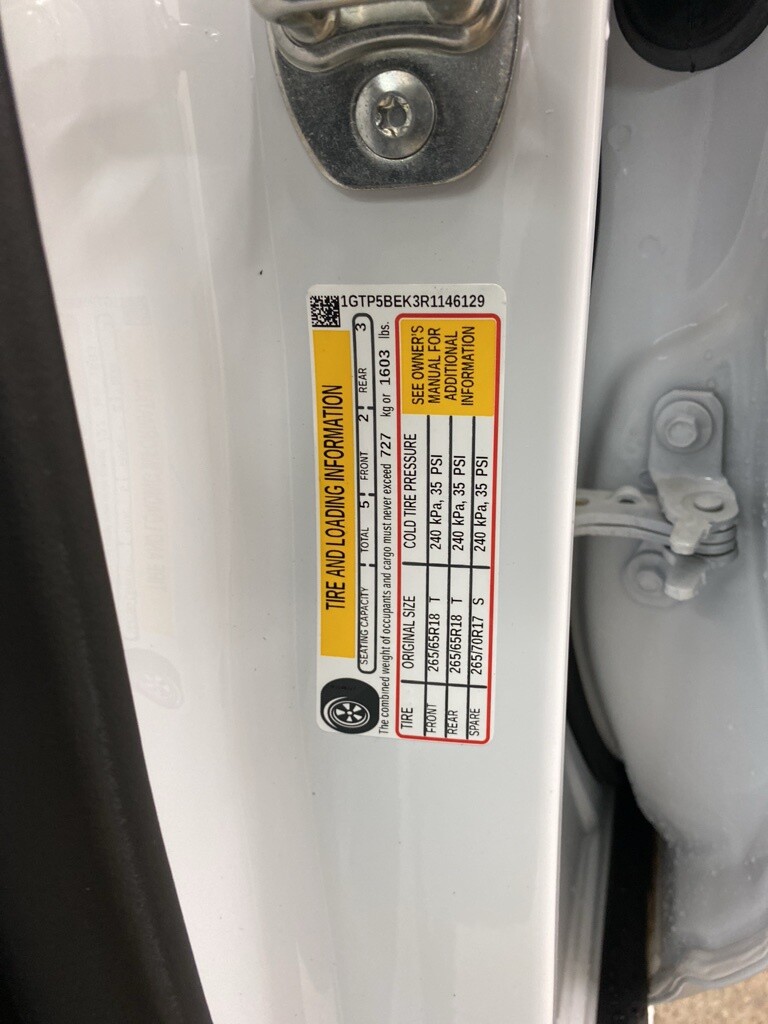 1GTP5BEK3R1146129
TIRE AND LOADING INFORMATION
SEATING CAPACITY TOTAL 5 FRONT 2 REAR 3
The combined weight of occupants and cargo must never exceed 727 kg or 1603 lbs.
TIRE ORIGINAL SIZE COLD TIRE PRESSURE
FRONT 265/65R18 T 240 kPa, 35 PSI
REAR 265/65R18 T 240 kPa, 35 PSI
SPARE 265/70R17 S 240 kPa, 35 PSI
SEE OWNER'S
MANUAL FOR
ADDITIONAL
INFORMATION